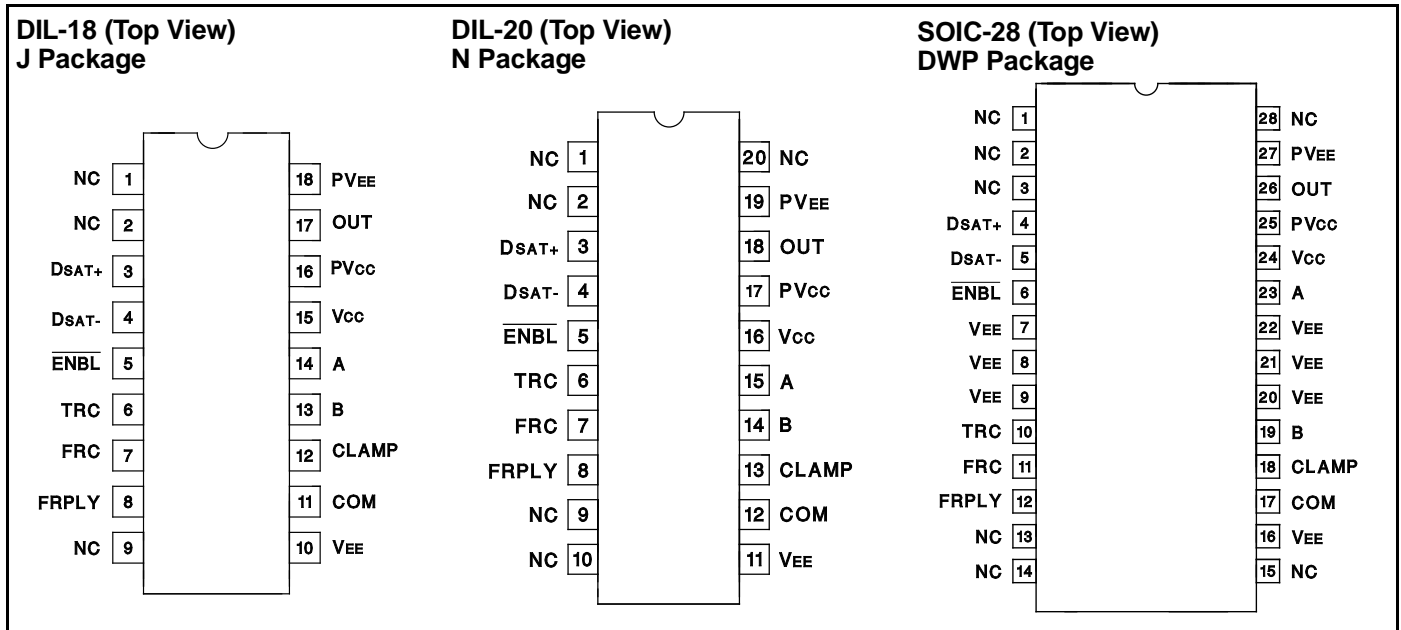 DIL-18 (Top View)
J Package
NC 1
NC 2
DSAT+ 3
DSAT- 4
ENBL 5
TRC 6
FRC 7
FRPLY 8
NC 9
18 PVEE
17 OUT
16 PVCC
15 VCC
14 A
13 B
12 CLAMP
11 COM
10 VEE
DIL-20 (Top View)
N Package
NC 1
NC 2
DSAT+ 3
DSAT- 4
ENBL 5
TRC 6
FRC 7
FRPLY 8
NC 9
NC 10
20 NC
19 PVEE
18 OUT
17 PVCC
16 VCC
15 A
14 B
13 CLAMP
12 COM
11 VEE
SOIC-28 (Top View)
DWP Package
NC 1
NC 2
NC 3
DSAT+ 4
DSAT- 5
ENBL 6
VEE 7
VEE 8
VEE 9
TRC 10
FRC 11
FRPLY 12
NC 13
NC 14
28 NC
27 PVEE
26 OUT
25 PVCC
24 VCC
23 A
22 VEE
21 VEE
20 VEE
19 B
18 CLAMP
17 COM
16 VEE
15 NC